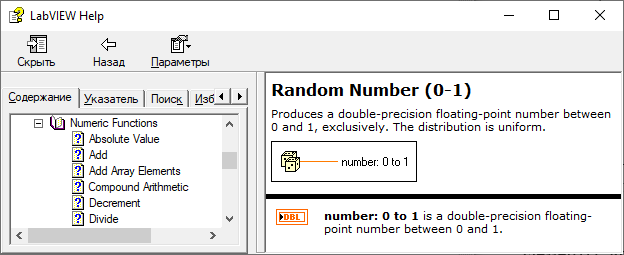 LabVIEW Help
Скрыть Назад Параметры
Содержание Указатель Поиск Изб
Numeric Functions
Absolute Value
Add
Add Array Elements
Compound Arithmetic
Decrement
Divide
Random Number (0-1)
Produces a double-precision floating-point number between
0 and 1, exclusively. The distribution is uniform.
number: 0 to 1
DBL number: 0 to 1 is a double-precision floating-
point number between 0 and 1.